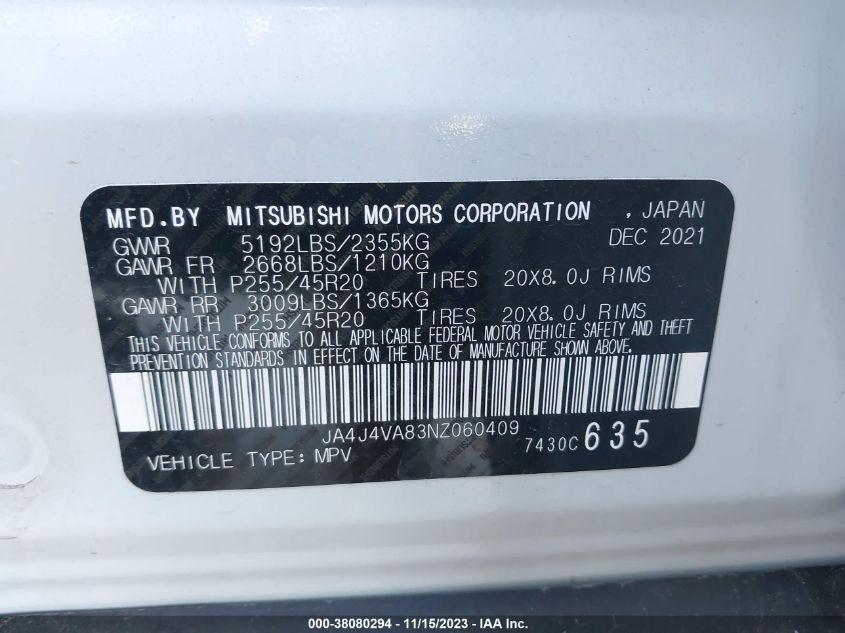 MFD.BY MITSUBISHI MOTORS CORPORATION , JAPAN
GVWR 5192LBS/2355KG DEC 2021
GAWR FR 2668LBS/1210KG
WITH P255/45R20 TIRES 20X8.0J RIMS
GAWR RR 3009LBS/1365KG
WITH P255/45R20 TIRES 20X8.0J RIMS
THIS VEHICLE CONFORMS TO ALL APPLICABLE FEDERAL MOTOR VEHICLE SAFETY AND THEFT
PREVENTION STANDARDS IN EFFECT ON THE DATE OF MANUFACTURE SHOWN ABOVE.
JA4J4VA83NZ060409
7430C 635
VEHICLE TYPE: MPV
000-38080294 - 11/15/2023 - IAA Inc.